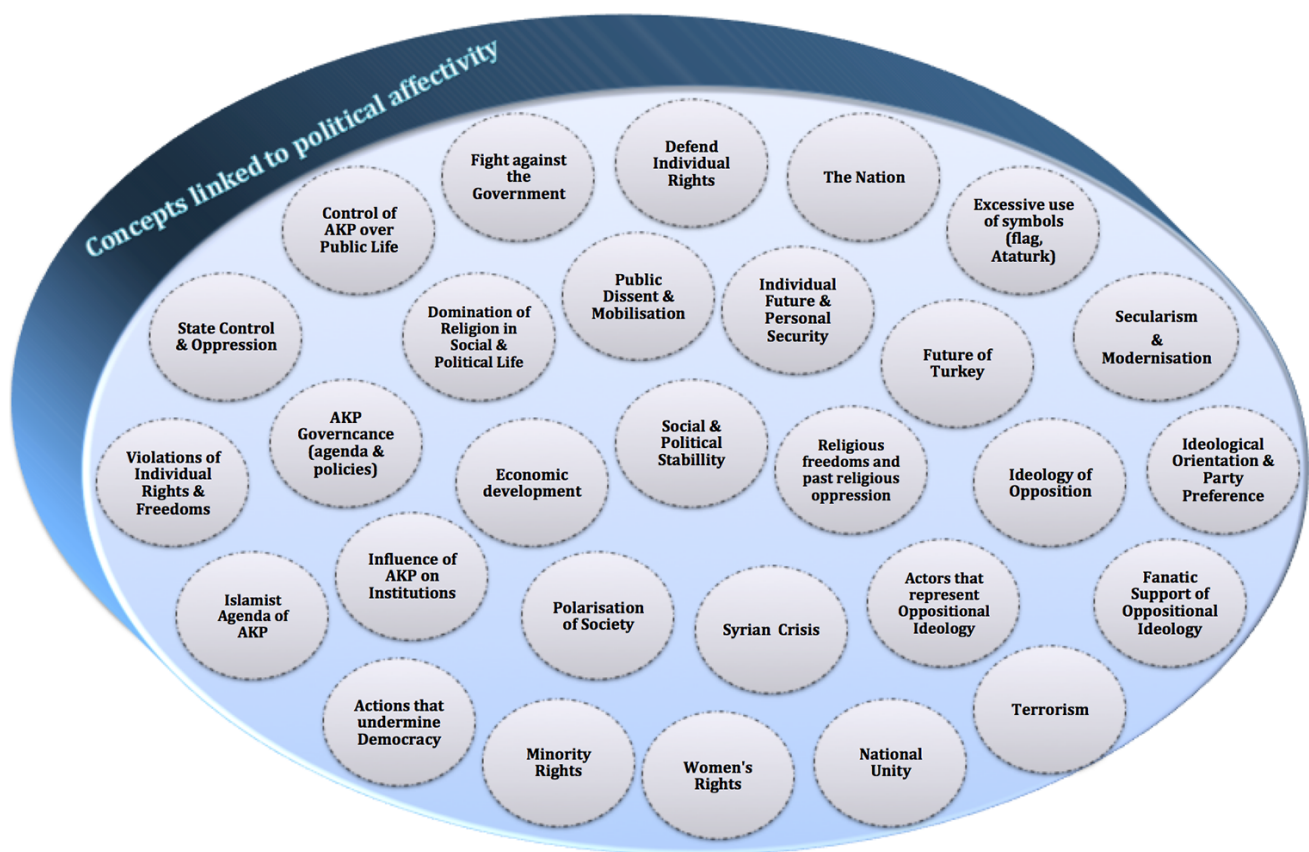 Concepts linked to political affectivity
Fight against
the
Government
Defend
Individual
Rights
The Nation
Excessive use
of symbols
(flag,
Ataturk)
Control of
AKP over
Public Life
Public
Dissent &
Mobilisation
Individual
Future &
Personal
Security
State Control
& Oppression
Domination of
Religion in
Social &
Political Life
Future of
Turkey
Secularism
&
Modernisation
Violations of
Individual
Rights &
Freedoms
AKP
Governcance
(agenda &
policies)
Economic
development
Social &
Political
Stabillity
Religious
freedoms and
past religious
oppression
Ideology of
Opposition
Ideological
Orientation &
Party
Preference
Islamist
Agenda of
AKP
Influence of
AKP on
Institutions
Polarisation
of Society
Syrian Crisis
Actors that
represent
Oppositional
Ideology
Fanatic
Support of
Oppositional
Ideology
Actions that
undermine
Democracy
Minority
Rights
Women's
Rights
National
Unity
Terrorism